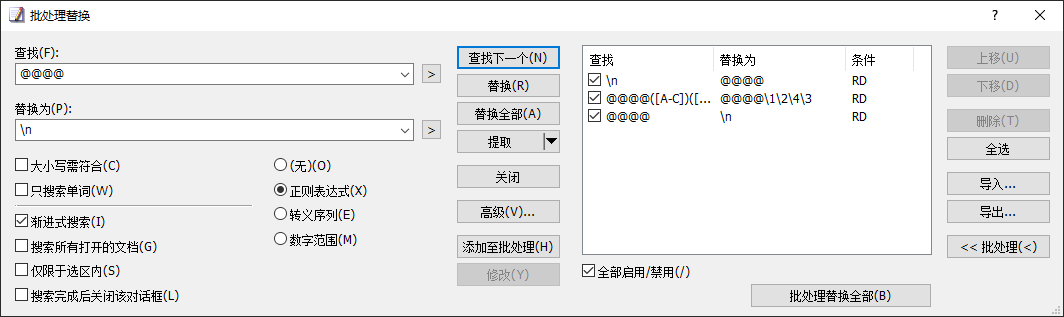 批处理替换
查找(F):
@@@@
替换为(P):
\n
大小写需符合(C)
只搜索单词(W)
渐进式搜索(I)
搜索所有打开的文档(G)
仅限于选区内(S)
搜索完成后关闭该对话框(L)
(无)(O)
正则表达式(X)
转义序列(E)
数字范围(M)
查找下一个(N)
替换(R)
替换全部(A)
提取
关闭
高级(V)...
添加至批处理(H)
修改(Y)
查找 替换为 条件
\n @@@@ RD
@@@@([A-C])([... @@@@\1\2\4\3 RD
@@@@ \n RD
全部启用/禁用(/)
批处理替换全部(B)
上移(U)
下移(D)
删除(T)
全选
导入...
导出...
<< 批处理(<)